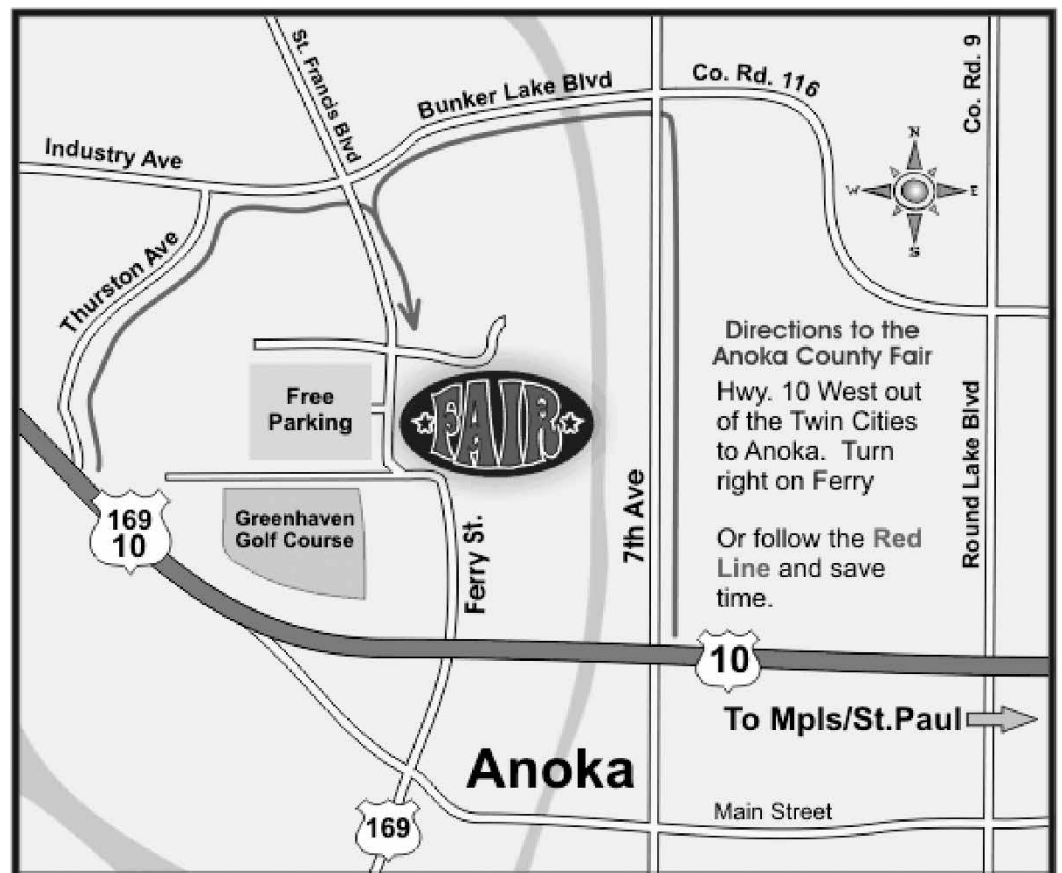 St. Francis Blvd
Bunker Lake Blvd
Co. Rd. 116
Co. Rd. 9
Industry Ave
N
W
E
S
Thurston Ave
Directions to the
Anoka County Fair
Hwy. 10 West out
of the Twin Cities
to Anoka. Turn
right on Ferry
Or follow the Red
Line and save
time.
Free
Parking
FAIR
169
10
Greenhaven
Golf Course
Ferry St.
7th Ave
Round Lake Blvd
10
To Mpls/St.Paul
Anoka
Main Street
169